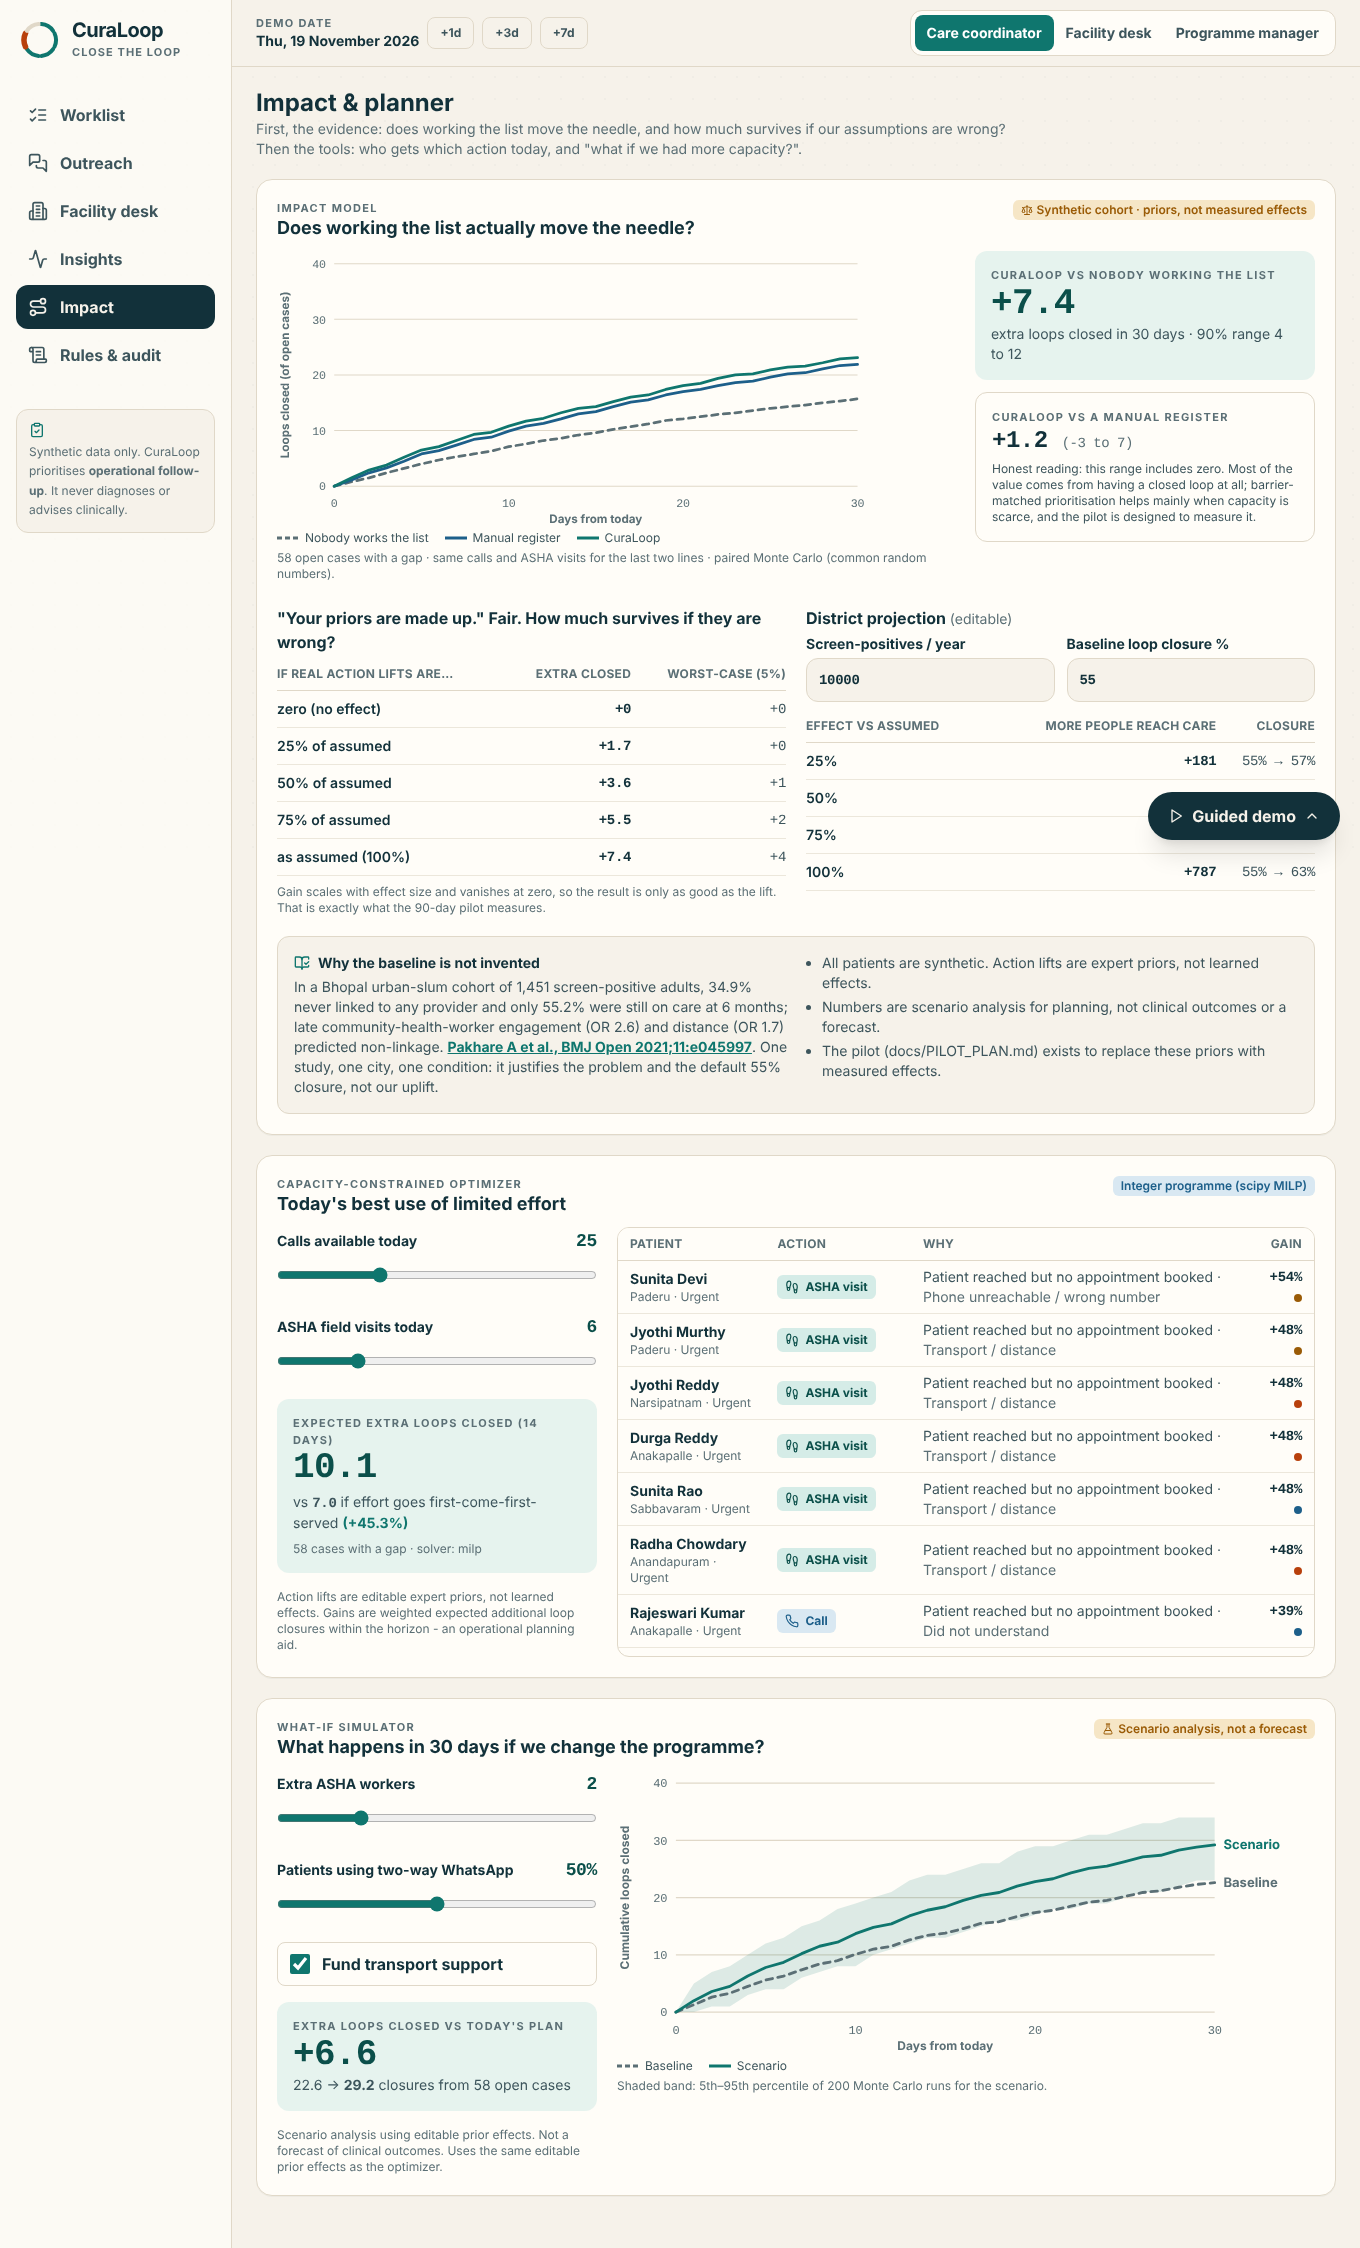 CuraLoop
CLOSE THE LOOP
Worklist
Outreach
Facility desk
Insights
Impact
Rules & audit
Synthetic data only. CuraLoop
prioritises operational follow-
up. It never diagnoses or
advises clinically.
DEMO DATE
Thu, 19 November 2026
+1d
+3d
+7d
Care coordinator
Facility desk
Programme manager
Impact & planner
First, the evidence: does working the list move the needle, and how much survives if our assumptions are wrong?
Then the tools: who gets which action today, and "what if we had more capacity?".
IMPACT MODEL
Does working the list actually move the needle?
Synthetic cohort · priors, not measured effects
Loops closed (of open cases)
40
30
20
10
0
0
10
20
30
Days from today
Nobody works the list
Manual register
CuraLoop
58 open cases with a gap · same calls and ASHA visits for the last two lines · paired Monte Carlo (common random
numbers).
CURALOOP VS NOBODY WORKING THE LIST
+7.4
extra loops closed in 30 days · 90% range 4
to 12
CURALOOP VS A MANUAL REGISTER
+1.2 (-3 to 7)
Honest reading: this range includes zero. Most of the
value comes from having a closed loop at all; barrier-
matched prioritisation helps mainly when capacity is
scarce, and the pilot is designed to measure it.
"Your priors are made up." Fair. How much survives if they are
wrong?
IF REAL ACTION LIFTS ARE... EXTRA CLOSED WORST-CASE (5%)
zero (no effect) +0 +0
25% of assumed +1.7 +0
50% of assumed +3.6 +1
75% of assumed +5.5 +2
as assumed (100%) +7.4 +4
Gain scales with effect size and vanishes at zero, so the result is only as good as the lift.
That is exactly what the 90-day pilot measures.
District projection (editable)
Screen-positives / year
Baseline loop closure %
10000
55
EFFECT VS ASSUMED MORE PEOPLE REACH CARE CLOSURE
25% +181 55% → 57%
50%
75%
100% +787 55% → 63%
Guided demo
Why the baseline is not invented
In a Bhopal urban-slum cohort of 1,451 screen-positive adults, 34.9%
never linked to any provider and only 55.2% were still on care at 6 months;
late community-health-worker engagement (OR 2.6) and distance (OR 1.7)
predicted non-linkage. Pakhare A et al., BMJ Open 2021;11:e045997. One
study, one city, one condition: it justifies the problem and the default 55%
closure, not our uplift.
• All patients are synthetic. Action lifts are expert priors, not learned
effects.
• Numbers are scenario analysis for planning, not clinical outcomes or a
forecast.
• The pilot (docs/PILOT_PLAN.md) exists to replace these priors with
measured effects.
CAPACITY-CONSTRAINED OPTIMIZER
Today's best use of limited effort
Integer programme (scipy MILP)
Calls available today 25
ASHA field visits today 6
EXPECTED EXTRA LOOPS CLOSED (14
DAYS)
10.1
vs 7.0 if effort goes first-come-first-
served (+45.3%)
58 cases with a gap · solver: milp
Action lifts are editable expert priors, not learned
effects. Gains are weighted expected additional loop
closures within the horizon - an operational planning
aid.
PATIENT ACTION WHY GAIN
Sunita Devi
Paderu · Urgent
ASHA visit
Patient reached but no appointment booked ·
Phone unreachable / wrong number
+54%
Jyothi Murthy
Paderu · Urgent
ASHA visit
Patient reached but no appointment booked ·
Transport / distance
+48%
Jyothi Reddy
Narsipatnam · Urgent
ASHA visit
Patient reached but no appointment booked ·
Transport / distance
+48%
Durga Reddy
Anakapalle · Urgent
ASHA visit
Patient reached but no appointment booked ·
Transport / distance
+48%
Sunita Rao
Sabbavaram · Urgent
ASHA visit
Patient reached but no appointment booked ·
Transport / distance
+48%
Radha Chowdary
Anandapuram ·
Urgent
ASHA visit
Patient reached but no appointment booked ·
Transport / distance
+48%
Rajeswari Kumar
Anakapalle · Urgent
Call
Patient reached but no appointment booked ·
Did not understand
+39%
WHAT-IF SIMULATOR
What happens in 30 days if we change the programme?
Scenario analysis, not a forecast
Extra ASHA workers 2
Patients using two-way WhatsApp 50%
Fund transport support
EXTRA LOOPS CLOSED VS TODAY'S PLAN
+6.6
22.6 → 29.2 closures from 58 open cases
Scenario analysis using editable prior effects. Not a
forecast of clinical outcomes. Uses the same editable
prior effects as the optimizer.
Cumulative loops closed
40
30
20
10
0
0
10
20
30
Scenario
Baseline
Days from today
Baseline
Scenario
Shaded band: 5th–95th percentile of 200 Monte Carlo runs for the scenario.